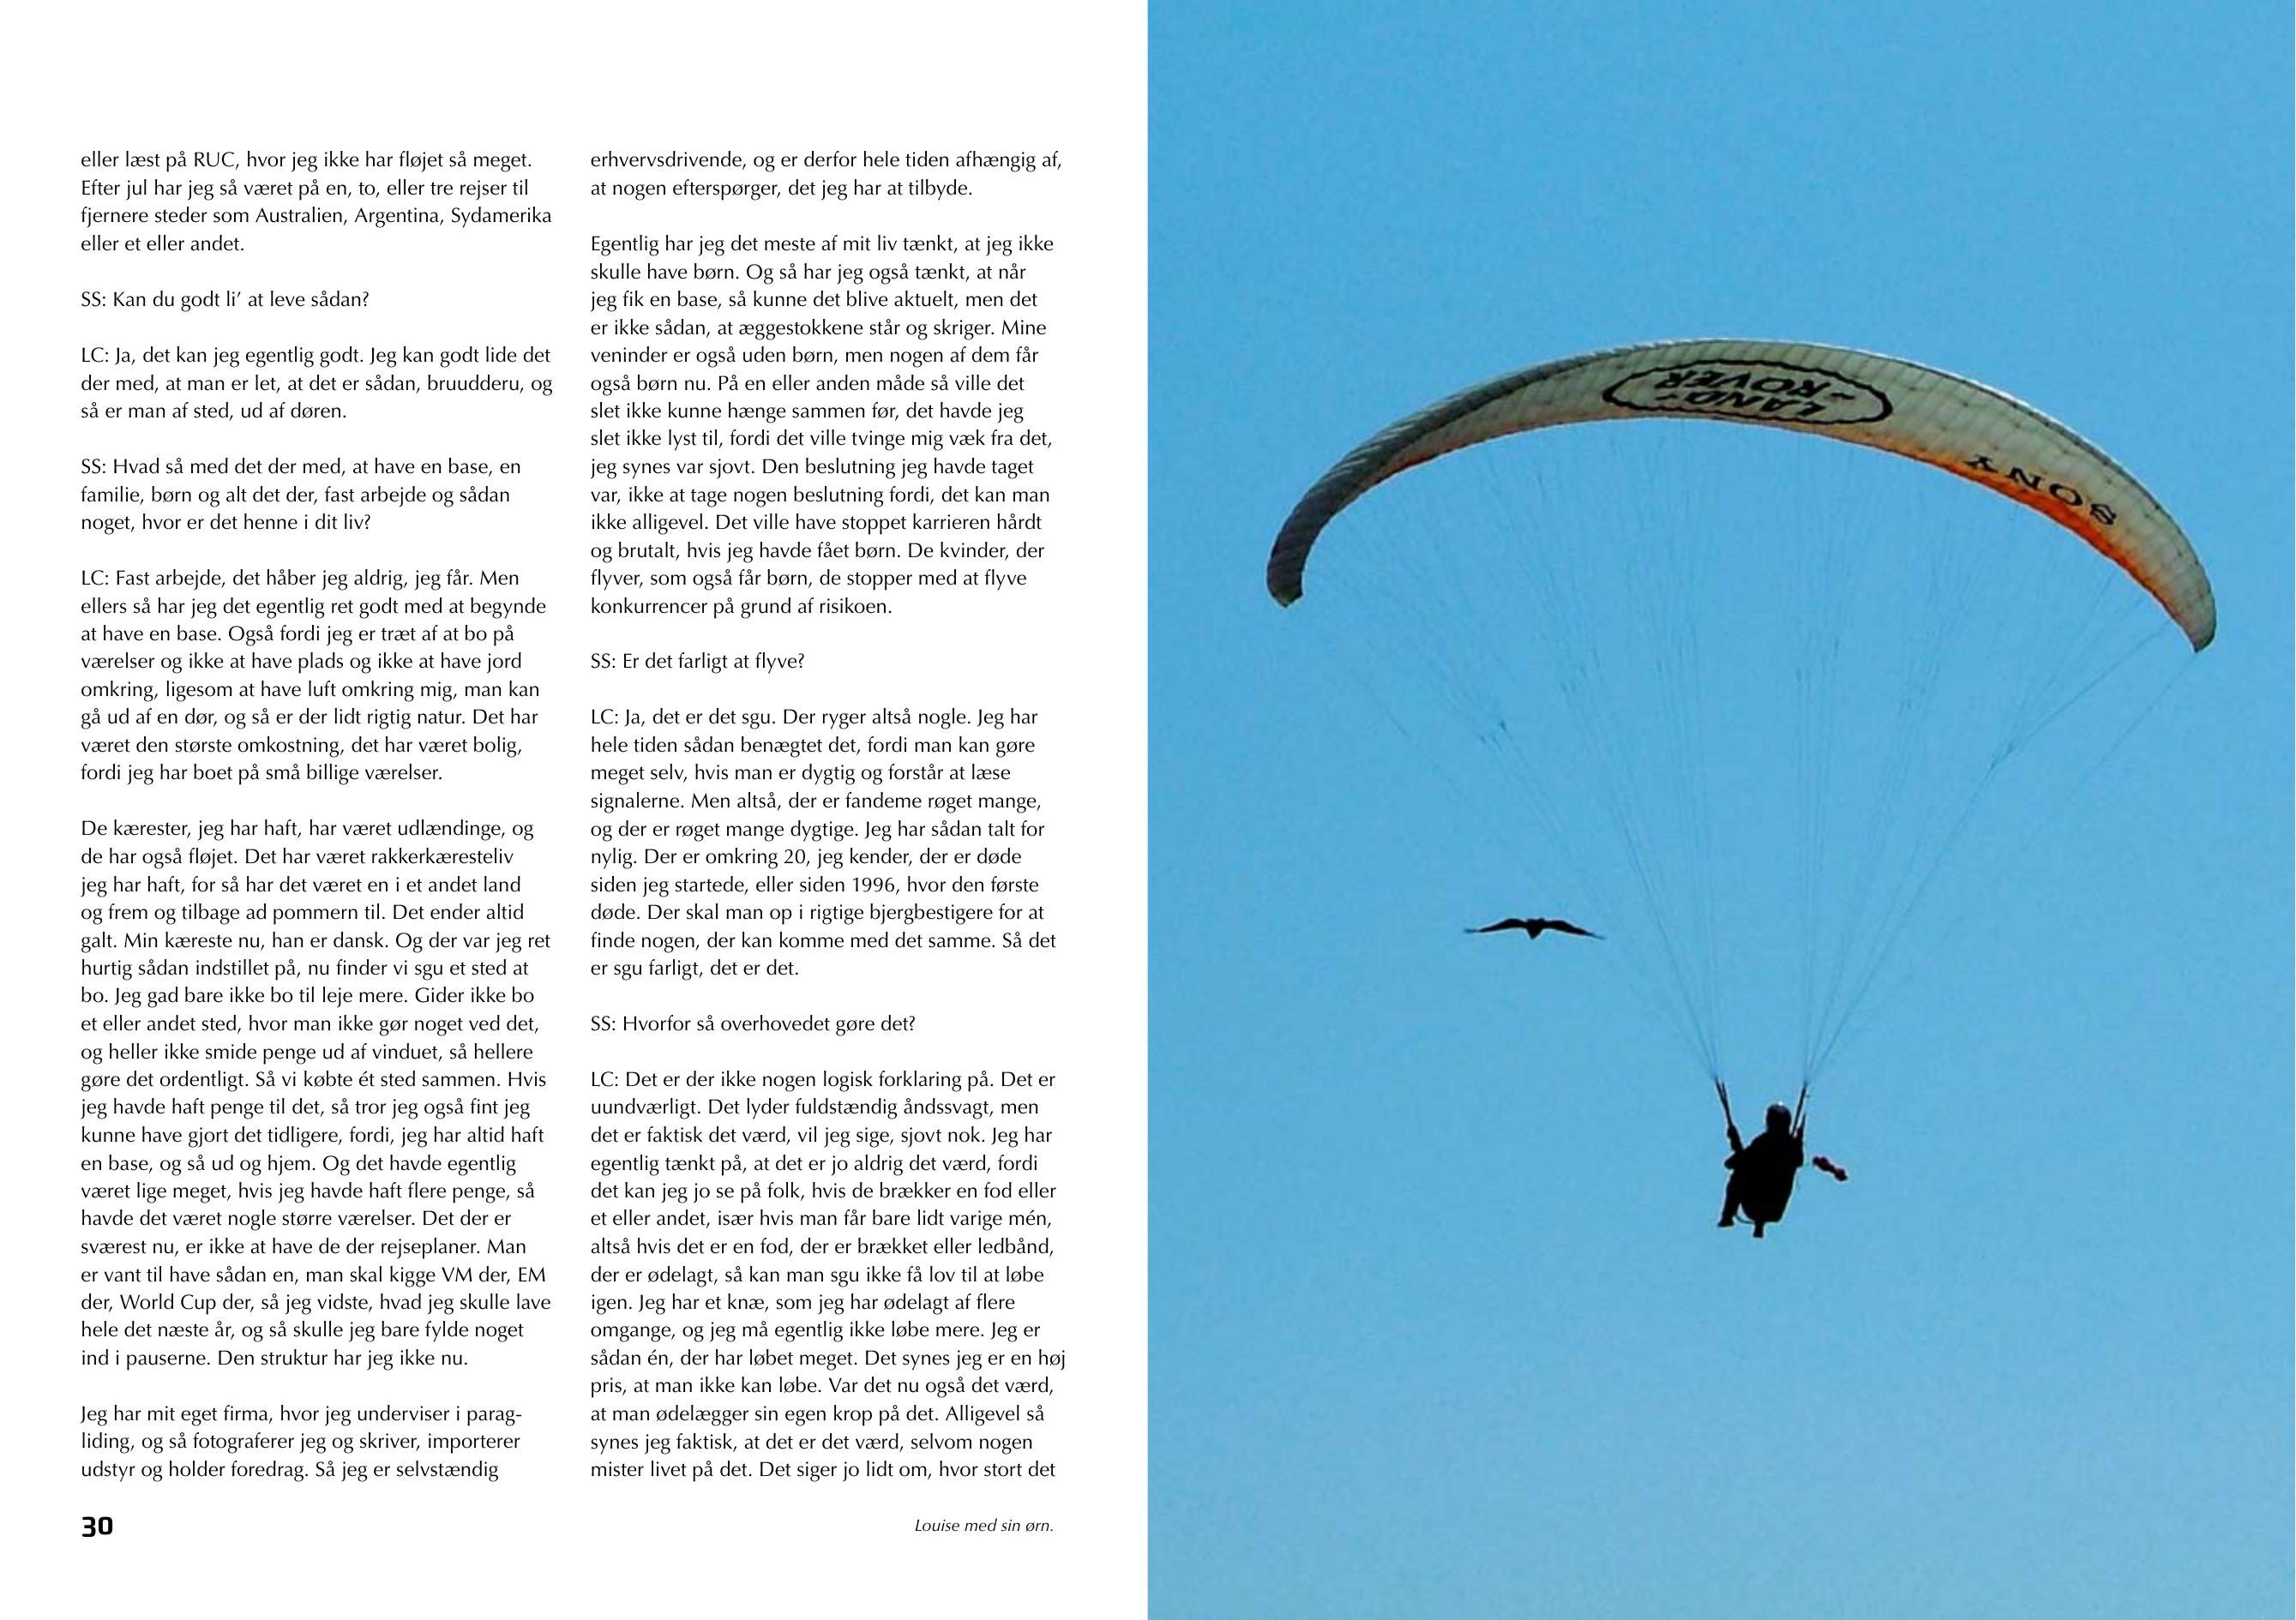 eller læst på RUC, hvor jeg ikke har fløjet så meget.
Efter jul har jeg så været på en, to, eller tre rejser til
fjernere steder som Australien, Argentina, Sydamerika
eller et eller andet.
SS: Kan du godt li’ at leve sådan?
LC: Ja, det kan jeg egentlig godt. Jeg kan godt lide det
der med, at man er let, at det er sådan, bruudderu, og
så er man af sted, ud af døren.
SS: Hvad så med det der med, at have en base, en
familie, børn og alt det der, fast arbejde og sådan
noget, hvor er det henne i dit liv?
LC: Fast arbejde, det håber jeg aldrig, jeg får. Men
ellers så har jeg det egentlig ret godt med at begynde
at have en base. Også fordi jeg er træt af at bo på
værelser og ikke at have plads og ikke at have jord
omkring, ligesom at have luft omkring mig, man kan
gå ud af en dør, og så er der lidt rigtig natur. Det har
været den største omkostning, det har været bolig,
fordi jeg har boet på små billige værelser.
De kærester, jeg har haft, har været udlændinge, og
de har også fløjet. Det har været rakkerkæresteliv
jeg har haft, for så har det været en i et andet land
og frem og tilbage ad pommern til. Det ender altid
galt. Min kæreste nu, han er dansk. Og der var jeg ret
hurtig sådan indstillet på, nu finder vi sgu et sted at
bo. Jeg gad bare ikke bo til leje mere. Gider ikke bo
et eller andet sted, hvor man ikke gør noget ved det,
og heller ikke smide penge ud af vinduet, så hellere
gøre det ordentligt. Så vi købte ét sted sammen. Hvis
jeg havde haft penge til det, så tror jeg også fint jeg
kunne have gjort det tidligere, fordi, jeg har altid haft
en base, og så ud og hjem. Og det havde egentlig
været lige meget, hvis jeg havde haft flere penge, så
havde det været nogle større værelser. Det der er
sværest nu, er ikke at have de der rejseplaner. Man
er vant til have sådan en, man skal kigge VM der, EM
der, World Cup der, så jeg vidste, hvad jeg skulle lave
hele det næste år, og så skulle jeg bare fylde noget
ind i pauserne. Den struktur har jeg ikke nu.
Jeg har mit eget firma, hvor jeg underviser i parag-
liding, og så fotograferer jeg og skriver, importerer
udstyr og holder foredrag. Så jeg er selvstændig
erhvervsdrivende, og er derfor hele tiden afhængig af,
at nogen efterspørger, det jeg har at tilbyde.
Egentlig har jeg det meste af mit liv tænkt, at jeg ikke
skulle have børn. Og så har jeg også tænkt, at når
jeg fik en base, så kunne det blive aktuelt, men det
er ikke sådan, at æggestokkene står og skriger. Mine
veninder er også uden børn, men nogen af dem får
også børn nu. På en eller anden måde så ville det
slet ikke kunne hænge sammen før, det havde jeg
slet ikke lyst til, fordi det ville tvinge mig væk fra det,
jeg synes var sjovt. Den beslutning jeg havde taget
var, ikke at tage nogen beslutning fordi, det kan man
ikke alligevel. Det ville have stoppet karrieren hårdt
og brutalt, hvis jeg havde fået børn. De kvinder, der
flyver, som også får børn, de stopper med at flyve
konkurrencer på grund af risikoen.
SS: Er det farligt at flyve?
LC: Ja, det er det sgu. Der ryger altså nogle. Jeg har
hele tiden sådan benægtet det, fordi man kan gøre
meget selv, hvis man er dygtig og forstår at læse
signalerne. Men altså, der er fandeme røget mange,
og der er røget mange dygtige. Jeg har sådan talt for
nylig. Der er omkring 20, jeg kender, der er døde
siden jeg startede, eller siden 1996, hvor den første
døde. Der skal man op i rigtige bjergbestigere for at
finde nogen, der kan komme med det samme. Så det
er sgu farligt, det er det.
SS: Hvorfor så overhovedet gøre det?
LC: Det er der ikke nogen logisk forklaring på. Det er
uundværligt. Det lyder fuldstændig åndssvagt, men
det er faktisk det værd, vil jeg sige, sjovt nok. Jeg har
egentlig tænkt på, at det er jo aldrig det værd, fordi
det kan jeg jo se på folk, hvis de brækker en fod eller
et eller andet, især hvis man får bare lidt varige mén,
altså hvis det er en fod, der er brækket eller ledbånd,
der er ødelagt, så kan man sgu ikke få lov til at løbe
igen. Jeg har et knæ, som jeg har ødelagt af flere
omgange, og jeg må egentlig ikke løbe mere. Jeg er
sådan én, der har løbet meget. Det synes jeg er en høj
pris, at man ikke kan løbe. Var det nu også det værd,
at man ødelægger sin egen krop på det. Alligevel så
synes jeg faktisk, at det er det værd, selvom nogen
mister livet på det. Det siger jo lidt om, hvor stort det
30
Louise med sin ørn.
LAND-
ROVER
SONY